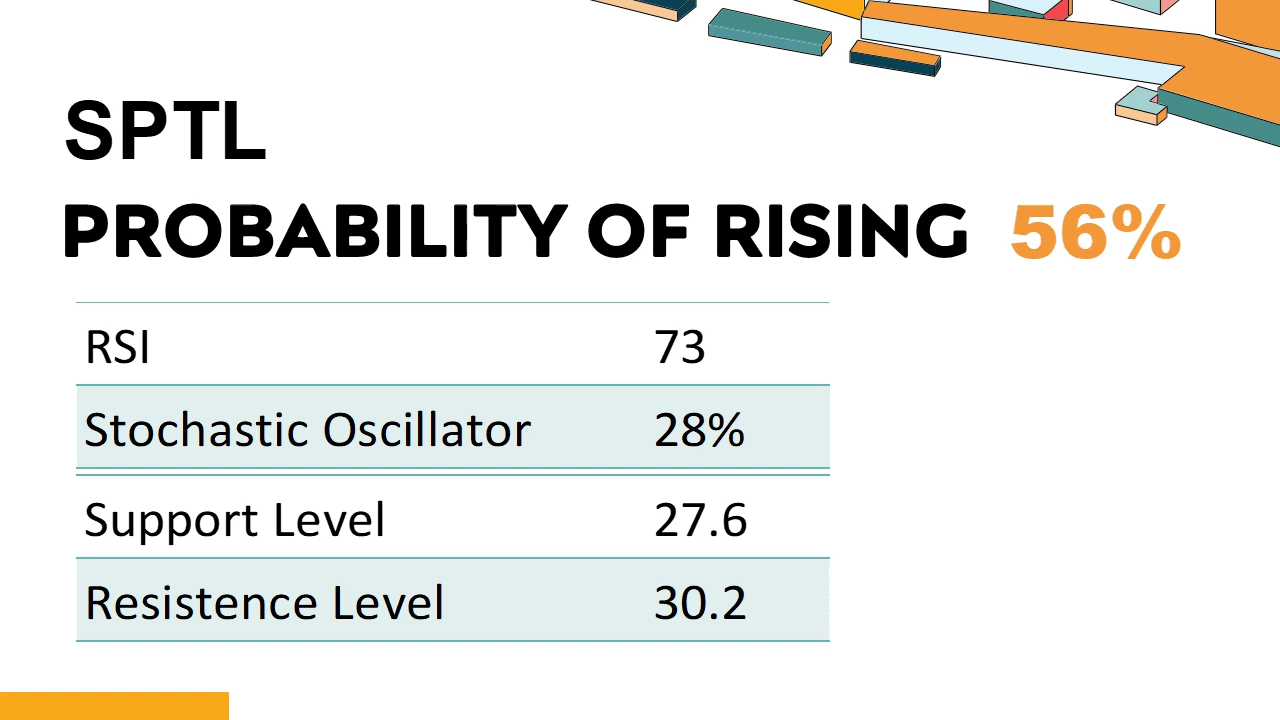 SPTL
PROBABILITY OF RISING 56%
RSI 73
Stochastic Oscillator 28%
Support Level 27.6
Resistence Level 30.2